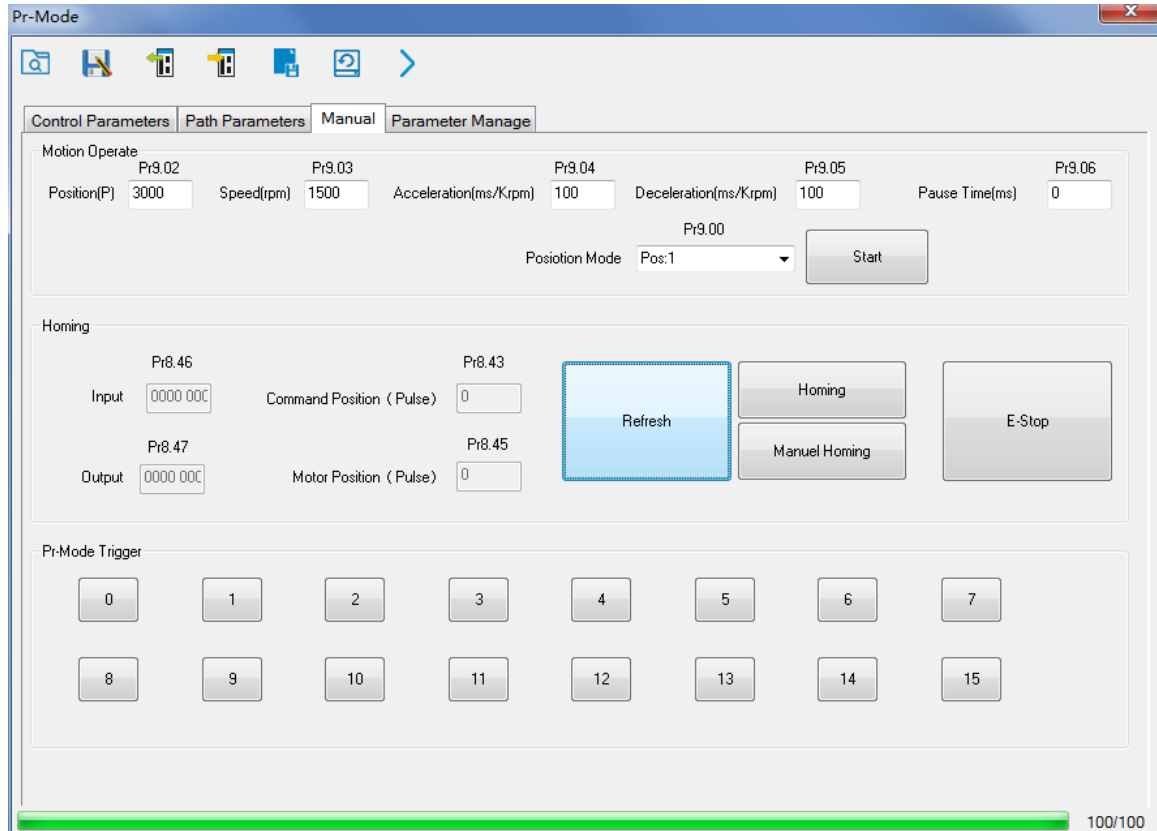 Pr-Mode
Control Parameters Path Parameters Manual Parameter Manage
Motion Operate
Pr9.02 Pr9.03 Pr9.04 Pr9.05 Pr9.06
Position(P) 3000 Speed(rpm) 1500 Acceleration(ms/Krpm) 100 Deceleration(ms/Krpm) 100 Pause Time(ms) 0
Pr9.00
Posiotion Mode Pos:1 Start
Homing
Pr8.46 Pr8.43
Input 0000 000 Command Position ( Pulse) 0
Refresh Homing E-Stop
Manuel Homing
Pr8.47 Pr8.45
Output 0000 000 Motor Position ( Pulse) 0
Pr-Mode Trigger
0 1 2 3 4 5 6 7
8 9 10 11 12 13 14 15
100/100